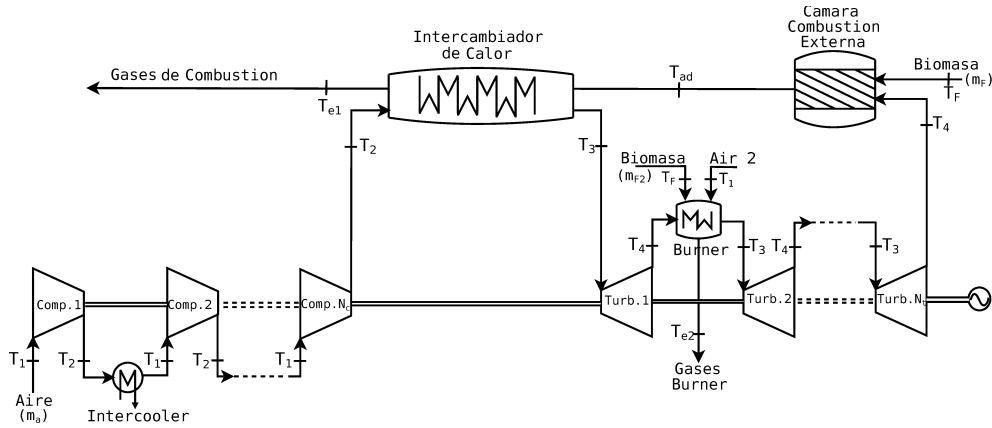 Camara
Combustion
Externa
Intercambiador
de Calor
Gases de Combustion
T_ad
Biomasa
(m_F)
T_F
T_e1
T_2
T_3
T_4
Biomasa
(m_F2) T_F
Air 2
T_1
T_4
Burner
T_3
T_4
T_3
Comp.1
Comp.2
Comp.N_c
Turb.1
Turb.2
Turb.N_t
T_1
T_2
T_1
T_2
T_1
T_e2
Gases
Burner
Aire
(m_a)
Intercooler